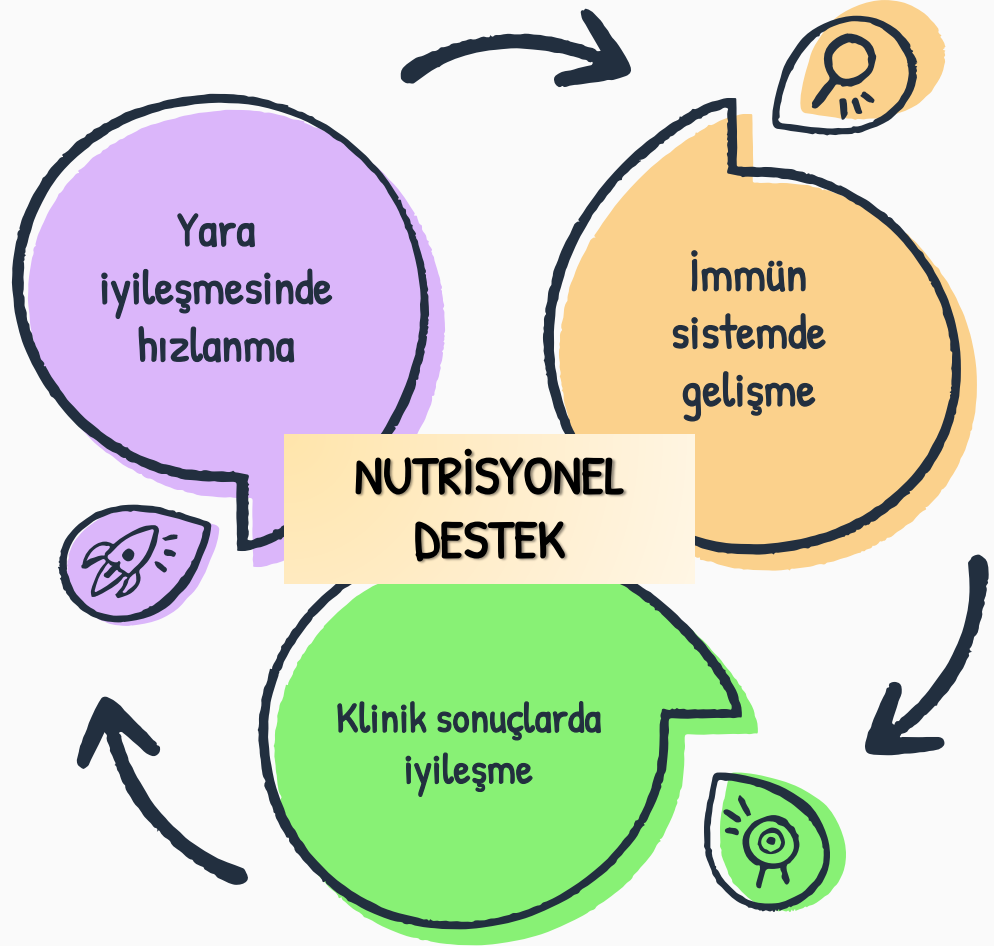 Yara
iyileşmesinde
hızlanma
İmmün
sistemde
gelişme
NUTRİSYONEL
DESTEK
Klinik sonuçlarda
iyileşme